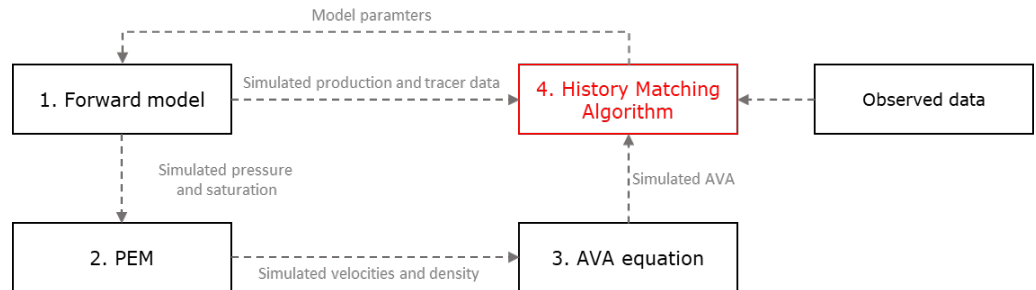 Model paramters
Simulated production and tracer data
1. Forward model
4. History Matching
Algorithm
Observed data
Simulated pressure
and saturation
Simulated AVA
2. PEM
Simulated velocities and density
3. AVA equation